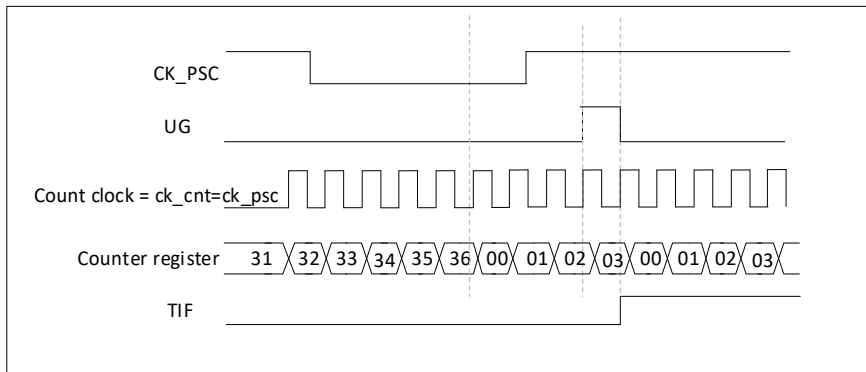 CK_PSC
UG
Count clock = ck_cnt=ck_psc
Counter register 31 32 33 34 35 36 00 01 02 03 00 01 02 03
TIF